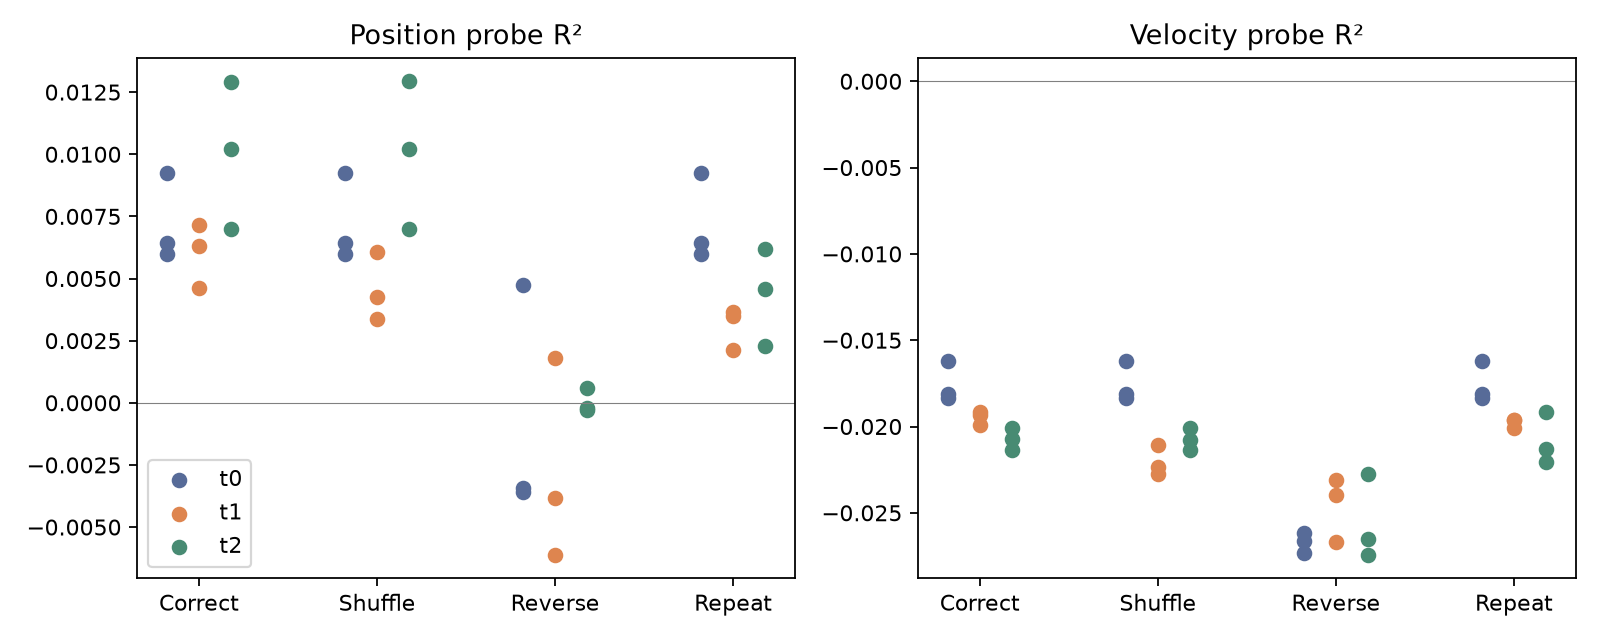 Position probe R²
0.0125
0.0100
0.0075
0.0050
0.0025
0.0000
−0.0025
−0.0050
t0
t1
t2
Correct
Shuffle
Reverse
Repeat
Velocity probe R²
0.000
−0.005
−0.010
−0.015
−0.020
−0.025
Correct
Shuffle
Reverse
Repeat